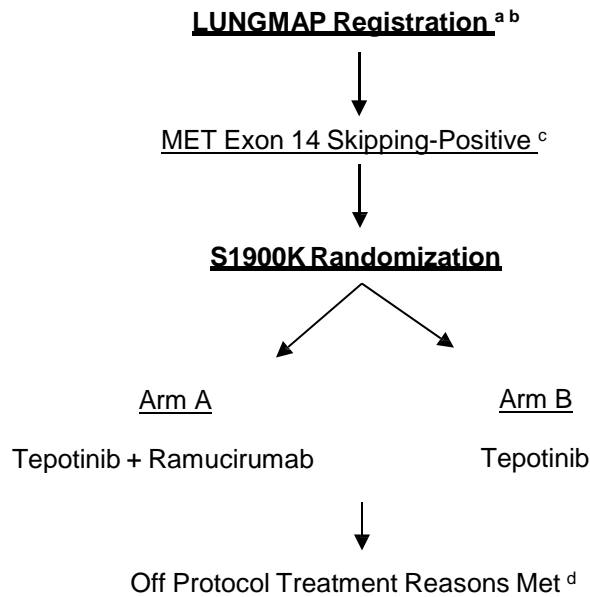 LUNGMAP Registration a b
MET Exon 14 Skipping-Positive c
S1900K Randomization
Arm A Arm B
Tepotinib + Ramucirumab Tepotinib
Off Protocol Treatment Reasons Met d